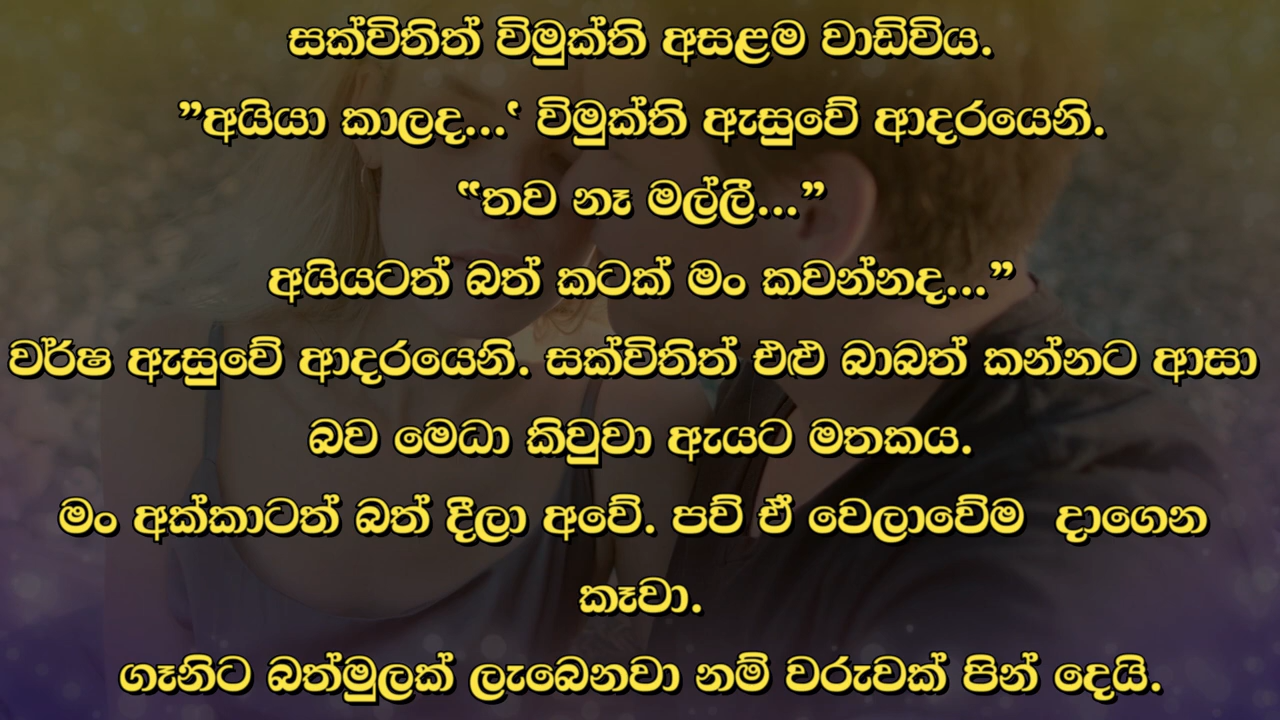 සක්විතිත් විමුක්ති අසළම වාඩිවිය.
”අයියා කාලද...‛ විමුක්ති ඇසුවේ ආදරයෙනි.
“තව නෑ මල්ලී...”
අයියටත් බත් කටක් මං කවන්නද...”
වර්ෂ ඇසුවේ ආදරයෙනි. සක්විතිත් එළු බාබත් කන්නට ආසා
බව මෙධා කිව්වා ඇයට මතකය.
මං අක්කාටත් බත් දීලා අවේ. පව් ඒ වෙලාවේම  දාගෙන
කෑවා.
ගෑනිට බත්මුලක් ලැබෙනවා නම් වරුවක් පින් දෙයි.